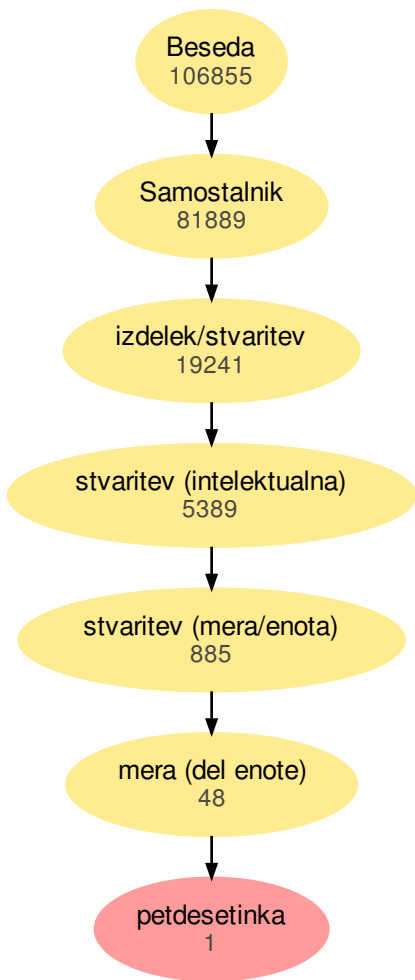 Beseda
106855
Samostalnik
81889
izdelek/stvaritev
19241
stvaritev (intelektualna)
5389
stvaritev (mera/enota)
885
mera (del enote)
48
petdesetinka
1